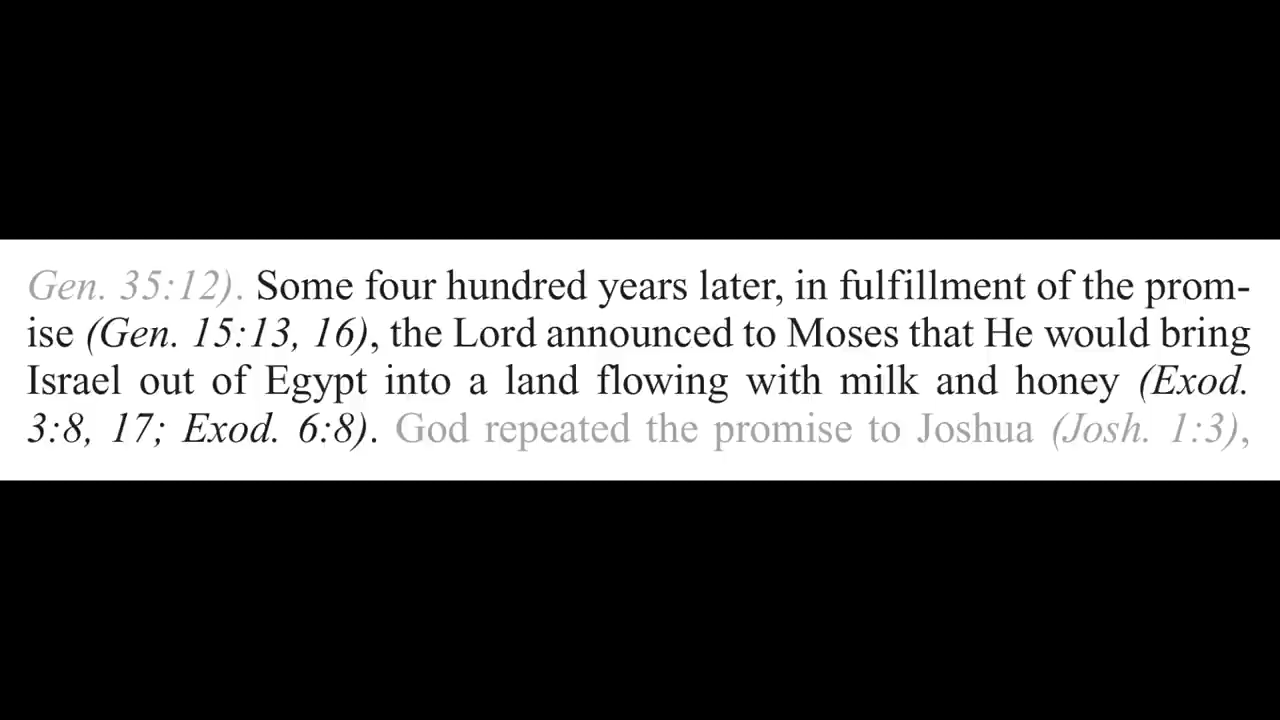 Gen. 35:12). Some four hundred years later, in fulfillment of the prom-
ise (Gen. 15:13, 16), the Lord announced to Moses that He would bring
Israel out of Egypt into a land flowing with milk and honey (Exod.
3:8, 17; Exod. 6:8). God repeated the promise to Joshua (Josh. 1:3),